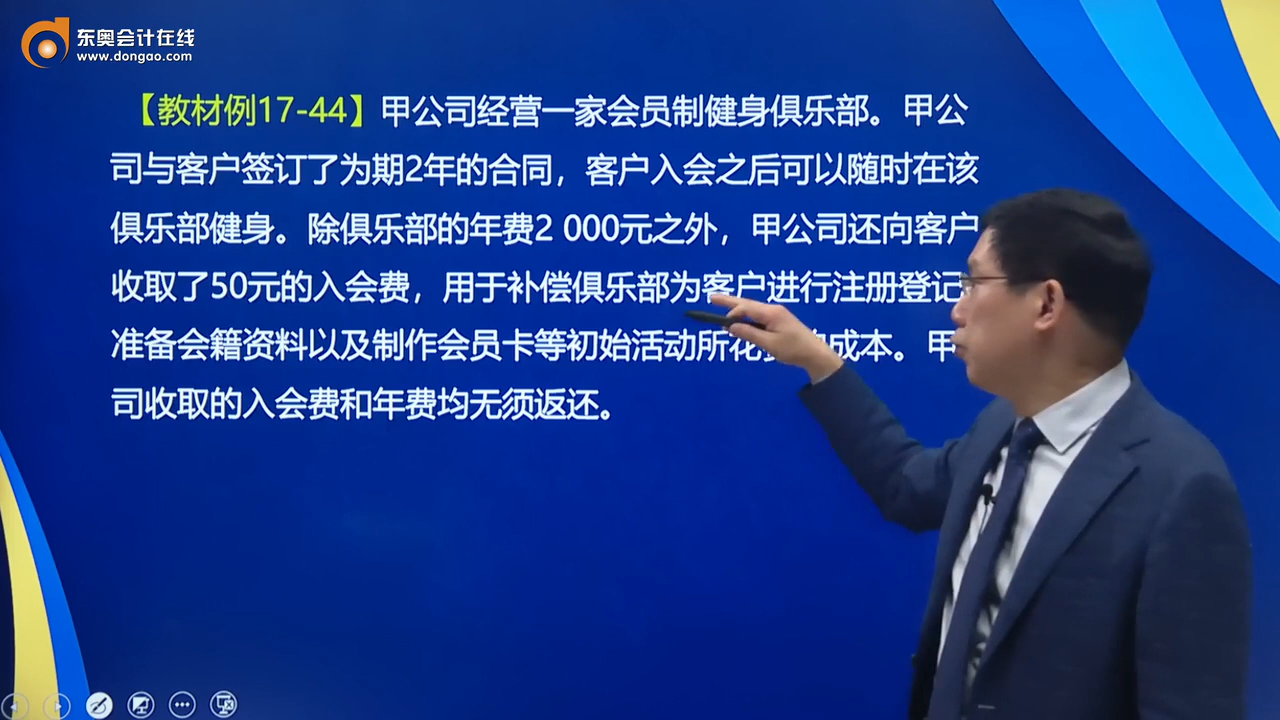 东奥会计在线
www.dongao.com
【教材例17-44】甲公司经营一家会员制健身俱乐部。甲公
司与客户签订了为期2年的合同，客户入会之后可以随时在该
俱乐部健身。除俱乐部的年费2 000元之外，甲公司还向客户
收取了50元的入会费，用于补偿俱乐部为客户进行注册登记
准备会籍资料以及制作会员卡等初始活动所花成本。甲
司收取的入会费和年费均无须返还。